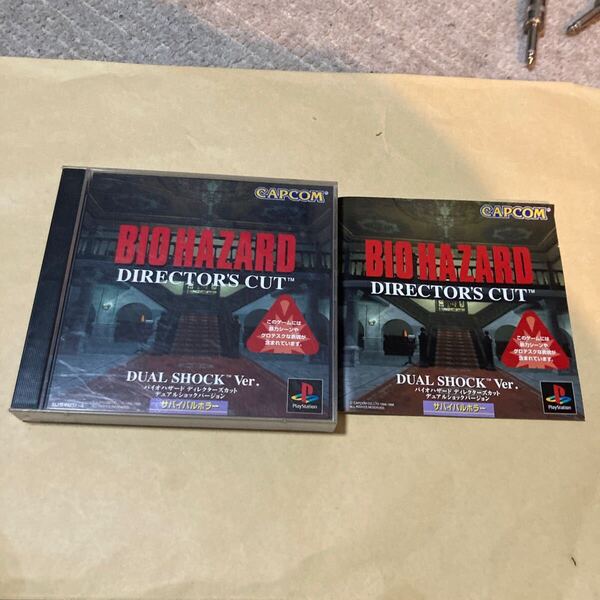 CAPCOM®
BIO HAZARD
DIRECTOR'S CUT™
このゲームには
暴力シーンや
グロテスクな表現が
含まれています。
DUAL SHOCK™ Ver.
バイオハザード ディレクターズカット
デュアルショックバージョン
サバイバルホラー
PlayStation
CAPCOM®
BIO HAZARD
DIRECTOR'S CUT™
このゲームには
暴力シーンや
グロテスクな表現が
含まれています。
DUAL SHOCK™ Ver.
バイオハザード ディレクターズカット
デュアルショックバージョン
サバイバルホラー
PlayStation